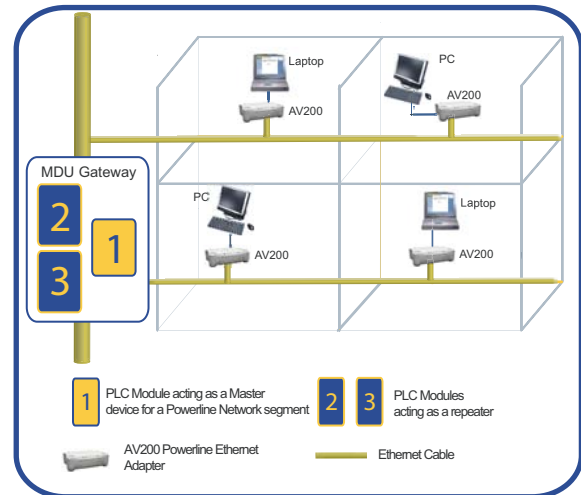 Laptop
PC
AV200
AV200
MDU Gateway
2
1
3
PC
Laptop
AV200
AV200
1
PLC Module acting as a Master
device for a Powerline Network segment
2
3
PLC Modules
acting as a repeater
AV200 Powerline Ethernet
Adapter
Ethernet Cable